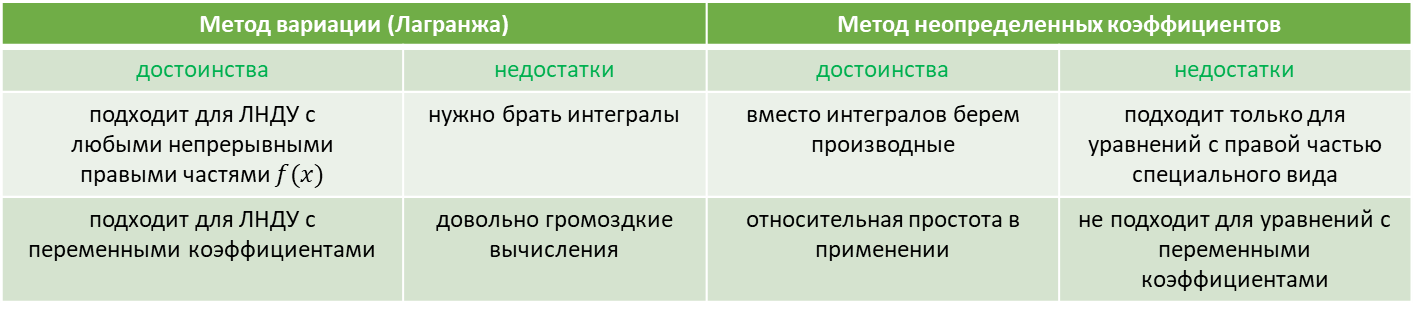 Метод вариации (Лагранжа)
Метод неопределенных коэффициентов
достоинства
недостатки
достоинства
недостатки
подходит для ЛНДУ с
любыми непрерывными
правыми частями f(x)
нужно брать интегралы
вместо интегралов берем
производные
подходит только для
уравнений с правой частью
специального вида
подходит для ЛНДУ с
переменными коэффициентами
довольно громоздкие
вычисления
относительная простота в
применении
не подходит для уравнений с
переменными
коэффициентами